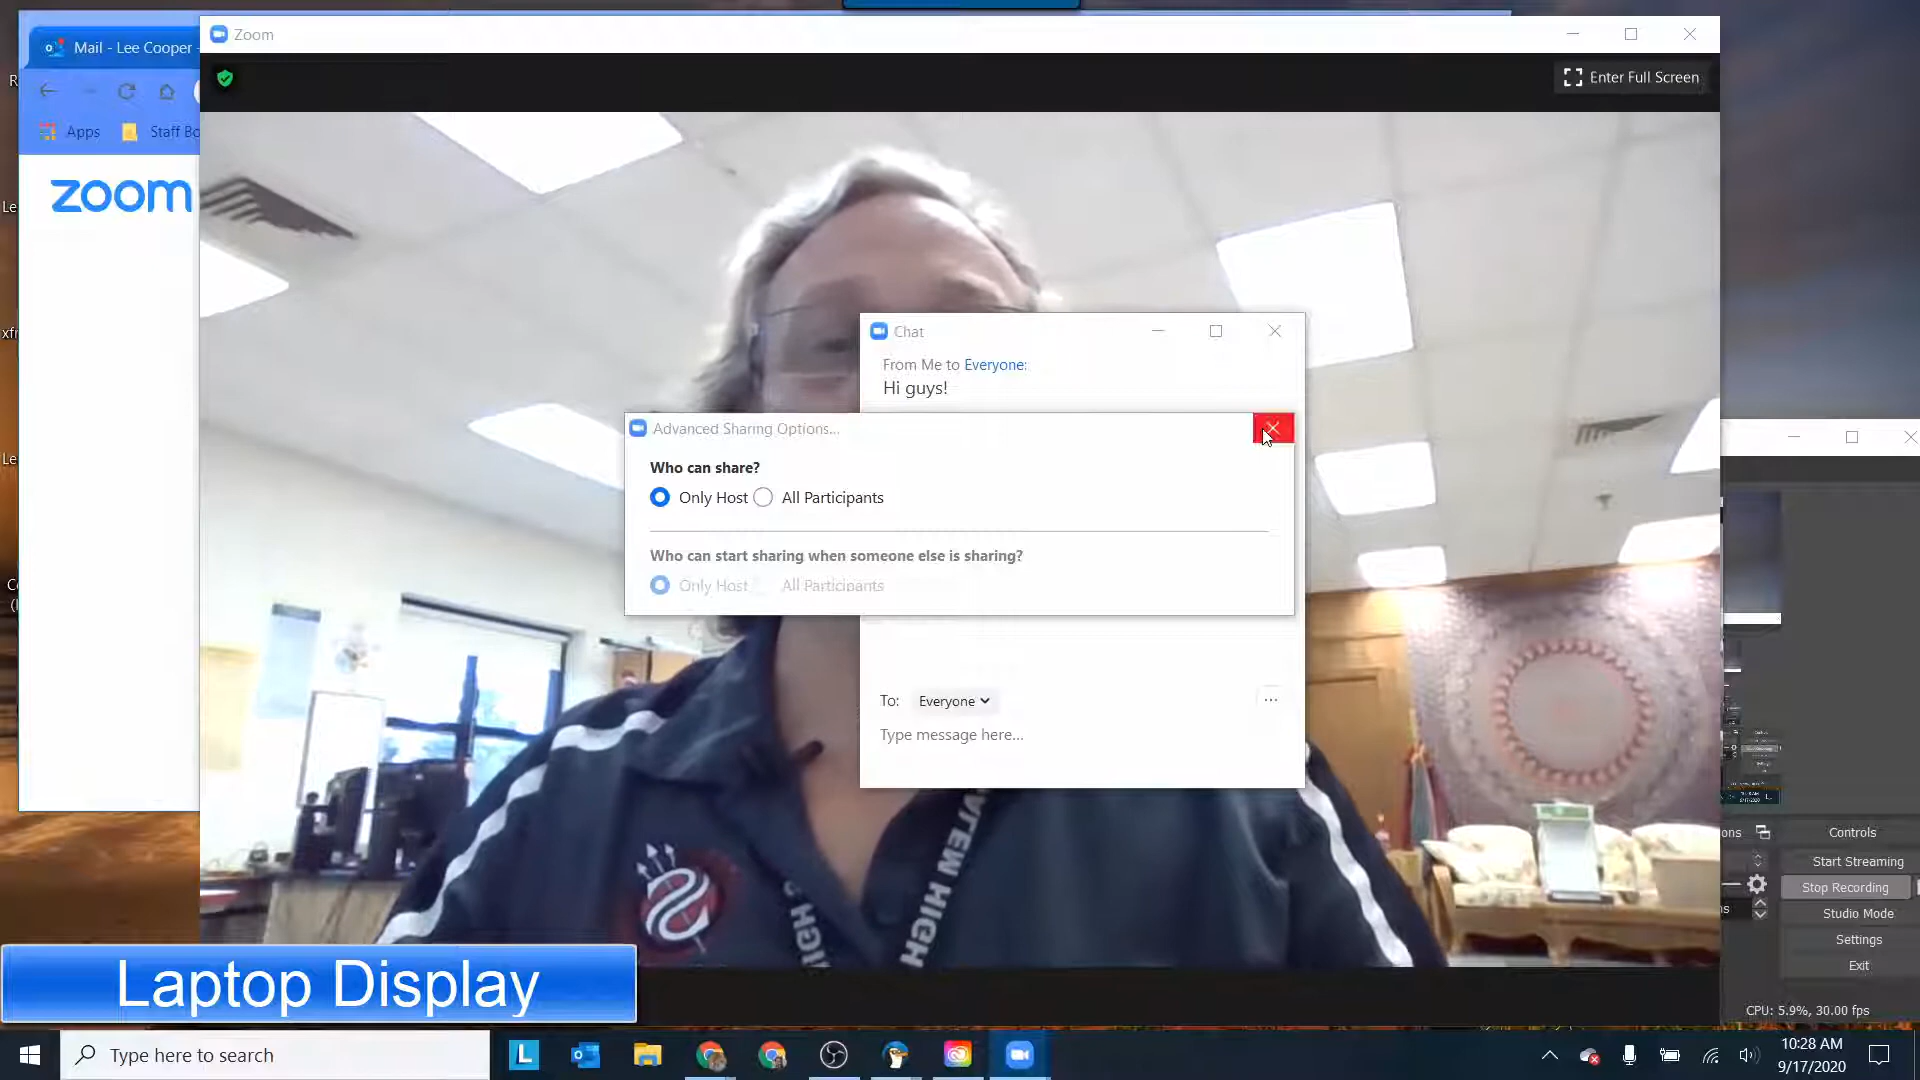 Mail - Lee Cooper -
Zoom
Enter Full Screen
Apps
Staff Bo
zoom
Chat
From Me to Everyone:
Hi guys!
Advanced Sharing Options...
Who can share?
Only Host
All Participants
Who can start sharing when someone else is sharing?
Only Host
All Participants
To: Everyone
...
Type message here...
ALEM HIGH
HIGH
Controls
Start Streaming
Stop Recording
Studio Mode
Settings
Exit
CPU: 5.9%, 30.00 fps
Laptop Display
Type here to search
L
10:28 AM
9/17/2020